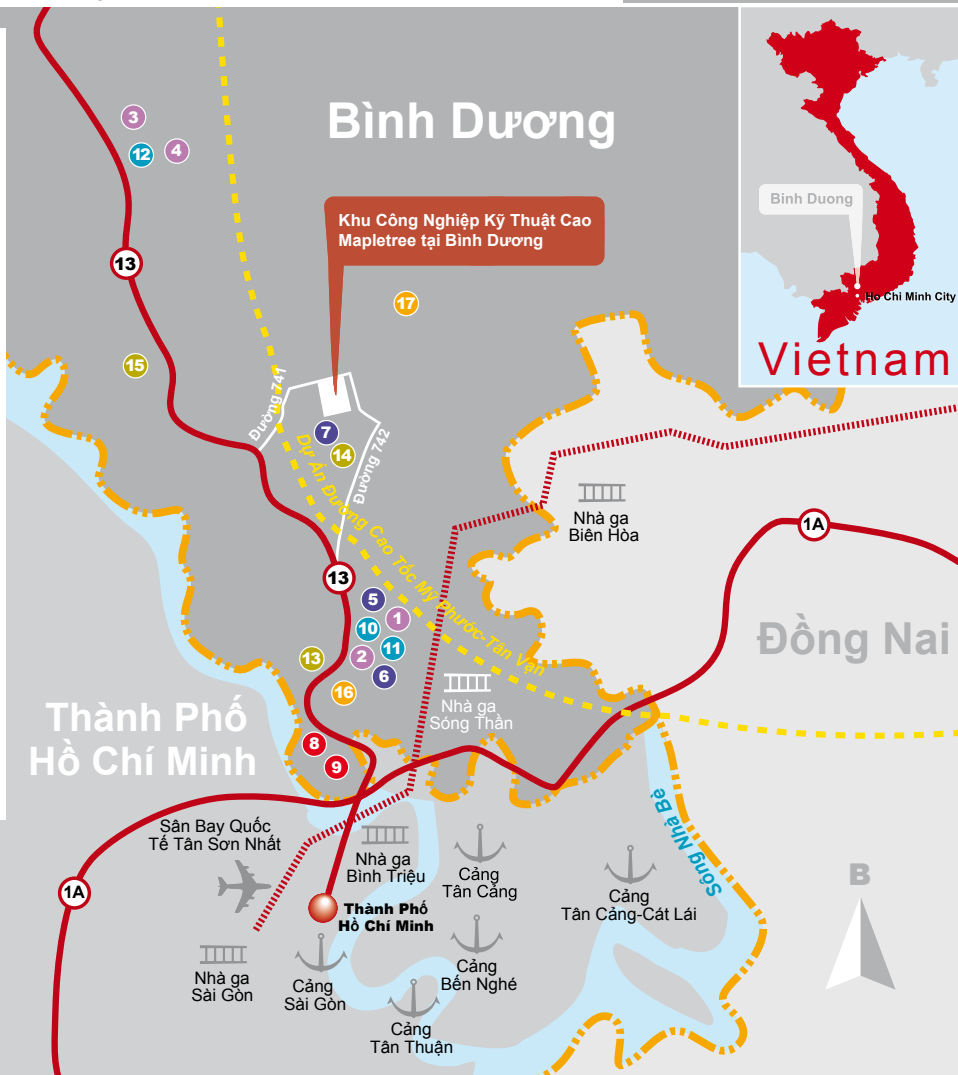 3
12
4
Bình Dương
Binh Duong
Ho Chi Minh City
Vietnam
Khu Công Nghiệp Kỹ Thuật Cao
Mapletree tại Bình Dương
13
17
15
Đường 741
7
14
Đường 742
Dự Án Đường Cao Tốc Mỹ Phước-Tân Vạn
Nhà ga
Biên Hòa
1A
13
5
1
10
11
13
2
6
16
Nhà ga
Sóng Thần
Đồng Nai
Thành Phố
Hồ Chí Minh
8
9
Sông Nhà Bè
Sân Bay Quốc
Tế Tân Sơn Nhất
Nhà ga
Bình Triệu
Cảng
Tân Cảng
Cảng
Tân Cảng-Cát Lái
B
1A
Thành Phố
Hồ Chí Minh
Nhà ga
Sài Gòn
Cảng
Sài Gòn
Cảng
Bến Nghé
Cảng
Tân Thuận